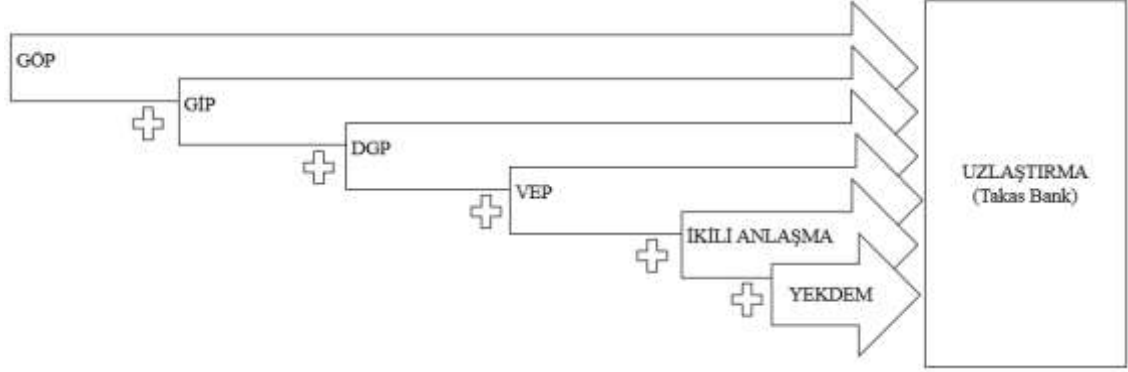 GÖP
GİP
DGP
VEP
İKİLİ ANLAŞMA
YEKDEM
UZLAŞTIRMA
(Takas Bank)